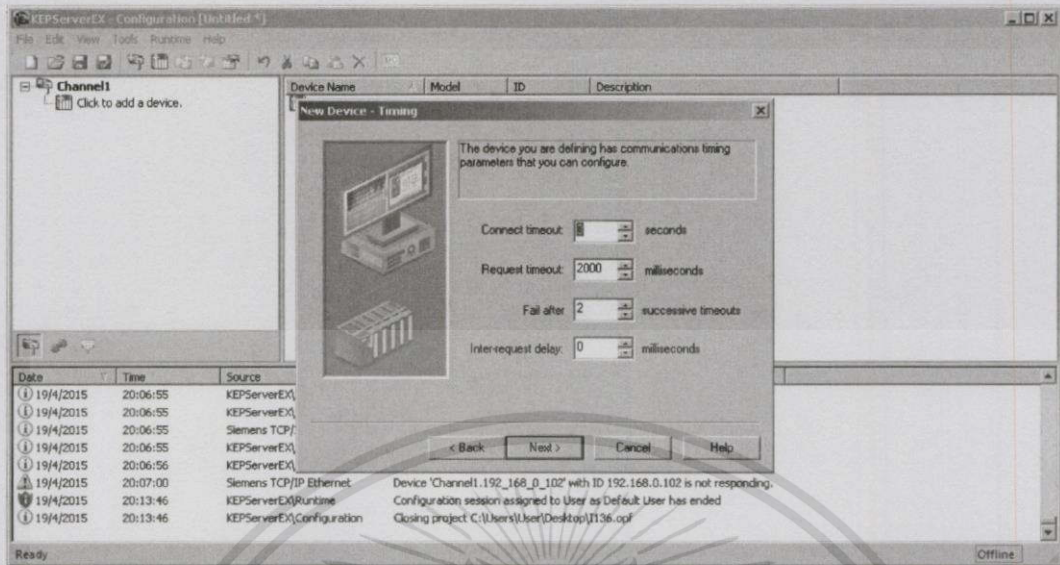 KEPServerEX - Configuration [Untitled *]
File Edit View Tools Runtime Help
Channel1
Click to add a device.
Device Name Model ID Description
New Device - Timing
The device you are defining has communications timing
parameters that you can configure.
Connect timeout: seconds
Request timeout: 2000 milliseconds
Fail after 2 successive timeouts
Inter-request delay: 0 milliseconds
< Back Next > Cancel Help
Date Time Source
19/4/2015 20:06:55 KEPServerEX\
19/4/2015 20:06:55 KEPServerEX\
19/4/2015 20:06:55 Siemens TCP/
19/4/2015 20:06:55 KEPServerEX\
19/4/2015 20:06:56 KEPServerEX\
19/4/2015 20:07:00 Siemens TCP/IP Ethernet Device 'Channel1.192_168_0_102' with ID 192.168.0.102 is not responding.
19/4/2015 20:13:46 KEPServerEX\Runtime Configuration session assigned to User as Default User has ended
19/4/2015 20:13:46 KEPServerEX\Configuration Closing project C:\Users\User\Desktop\I136.opf
Ready Offline